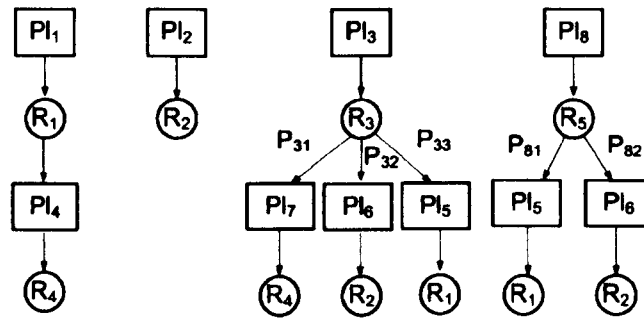 PI₁ PI₂ PI₃ PI₈
R₁ R₂ R₃ R₅
P₃₁ P₃₂ P₃₃ P₈₁ P₈₂
PI₄ PI₇ PI₆ PI₅ PI₅ PI₆
R₄ R₄ R₂ R₁ R₁ R₂